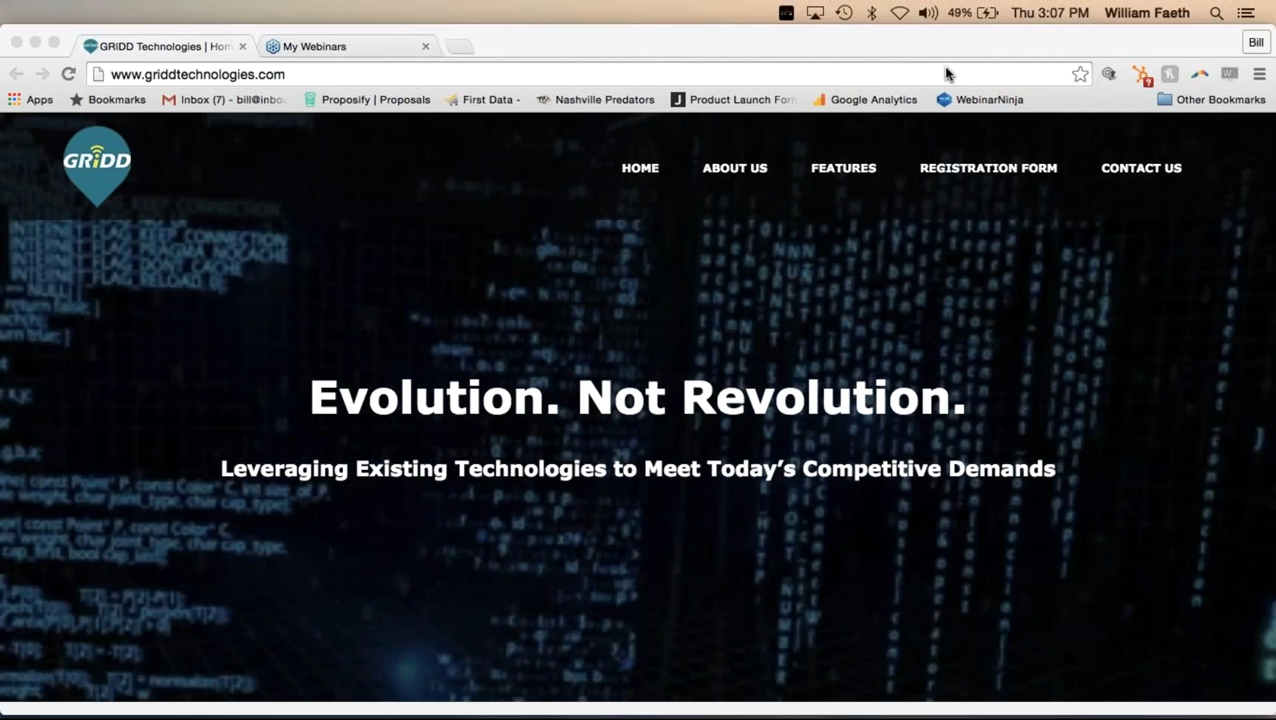 49% Thu 3:07 PM William Faeth
GRIDD Technologies | Hom My Webinars Bill
www.griddtechnologies.com
Apps Bookmarks Inbox (7) - bill@inbou Proposify | Proposals First Data - Nashville Predators Product Launch Form Google Analytics WebinarNinja Other Bookmarks
GRiDD
HOME ABOUT US FEATURES REGISTRATION FORM CONTACT US
Evolution. Not Revolution.
Leveraging Existing Technologies to Meet Today’s Competitive Demands